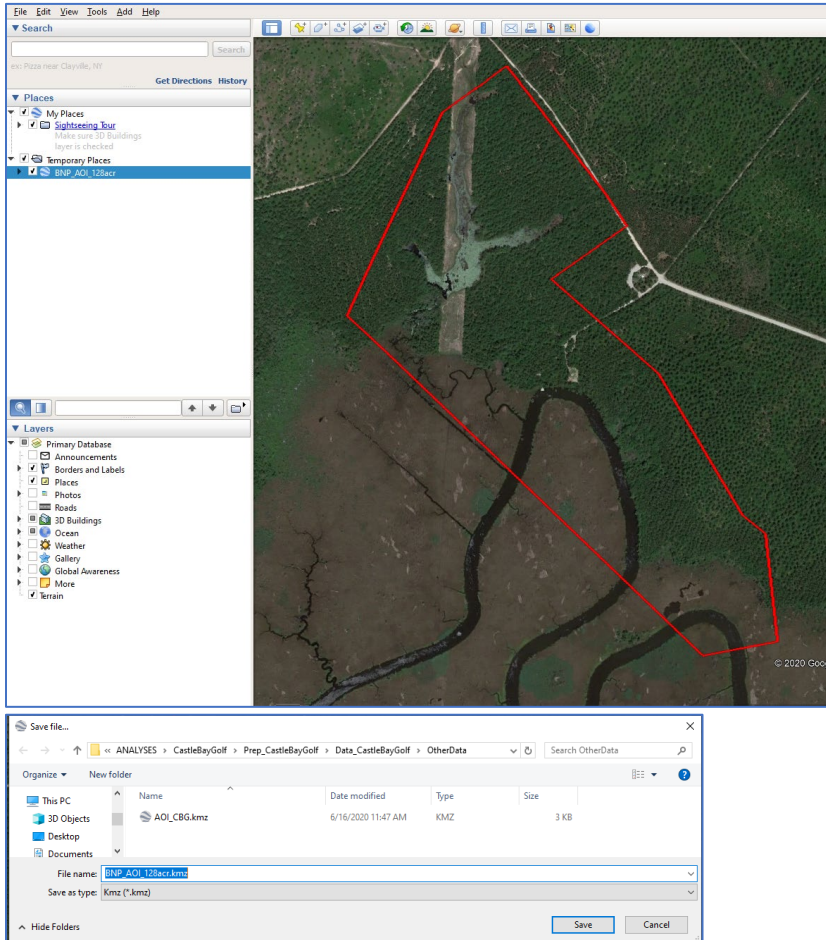 File Edit View Tools Add Help
▼ Search
Search
ex: Pizza near Clayville, NY
Get Directions History
▼ Places
My Places
Sightseeing Tour
Make sure 3D Buildings
layer is checked
Temporary Places
BNP_AOI_128acr
▼ Layers
Primary Database
Announcements
Borders and Labels
Places
Photos
Roads
3D Buildings
Ocean
Weather
Gallery
Global Awareness
More
Terrain
© 2020 Goo
Save file...
« ANALYSES › CastleBayGolf › Prep_CastleBayGolf › Data_CastleBayGolf › OtherData
Search OtherData
Organize ▾ New folder
This PC
3D Objects
Desktop
Documents
Name Date modified Type Size
AOI_CBG.kmz 6/16/2020 11:47 AM KMZ 3 KB
File name: BNP_AOI_128acr.kmz
Save as type: Kmz (*.kmz)
Hide Folders
Save Cancel